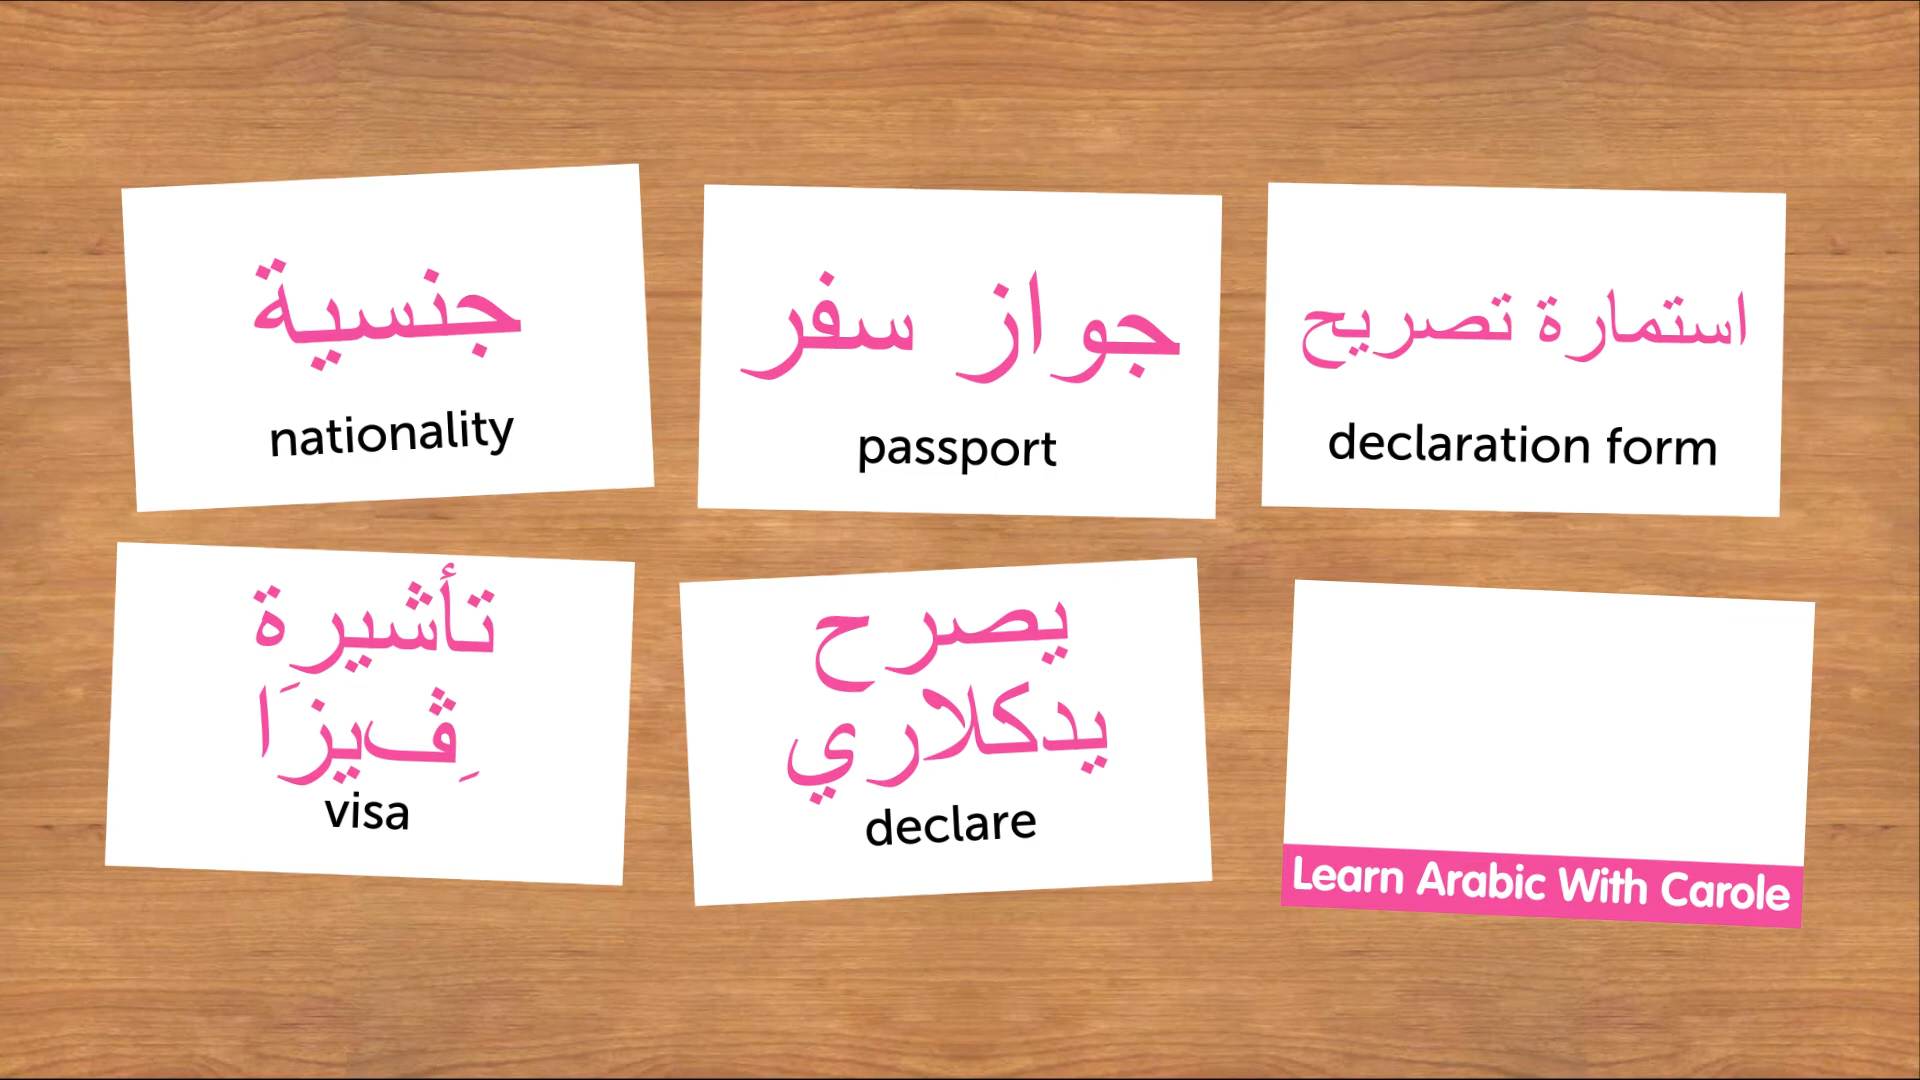 جنسية
nationality
جواز سفر
passport
استمارة تصريح
declaration form
تأشيرة
ڤِيزَا
visa
يصرح
يدكلاري
declare
Learn Arabic With Carole